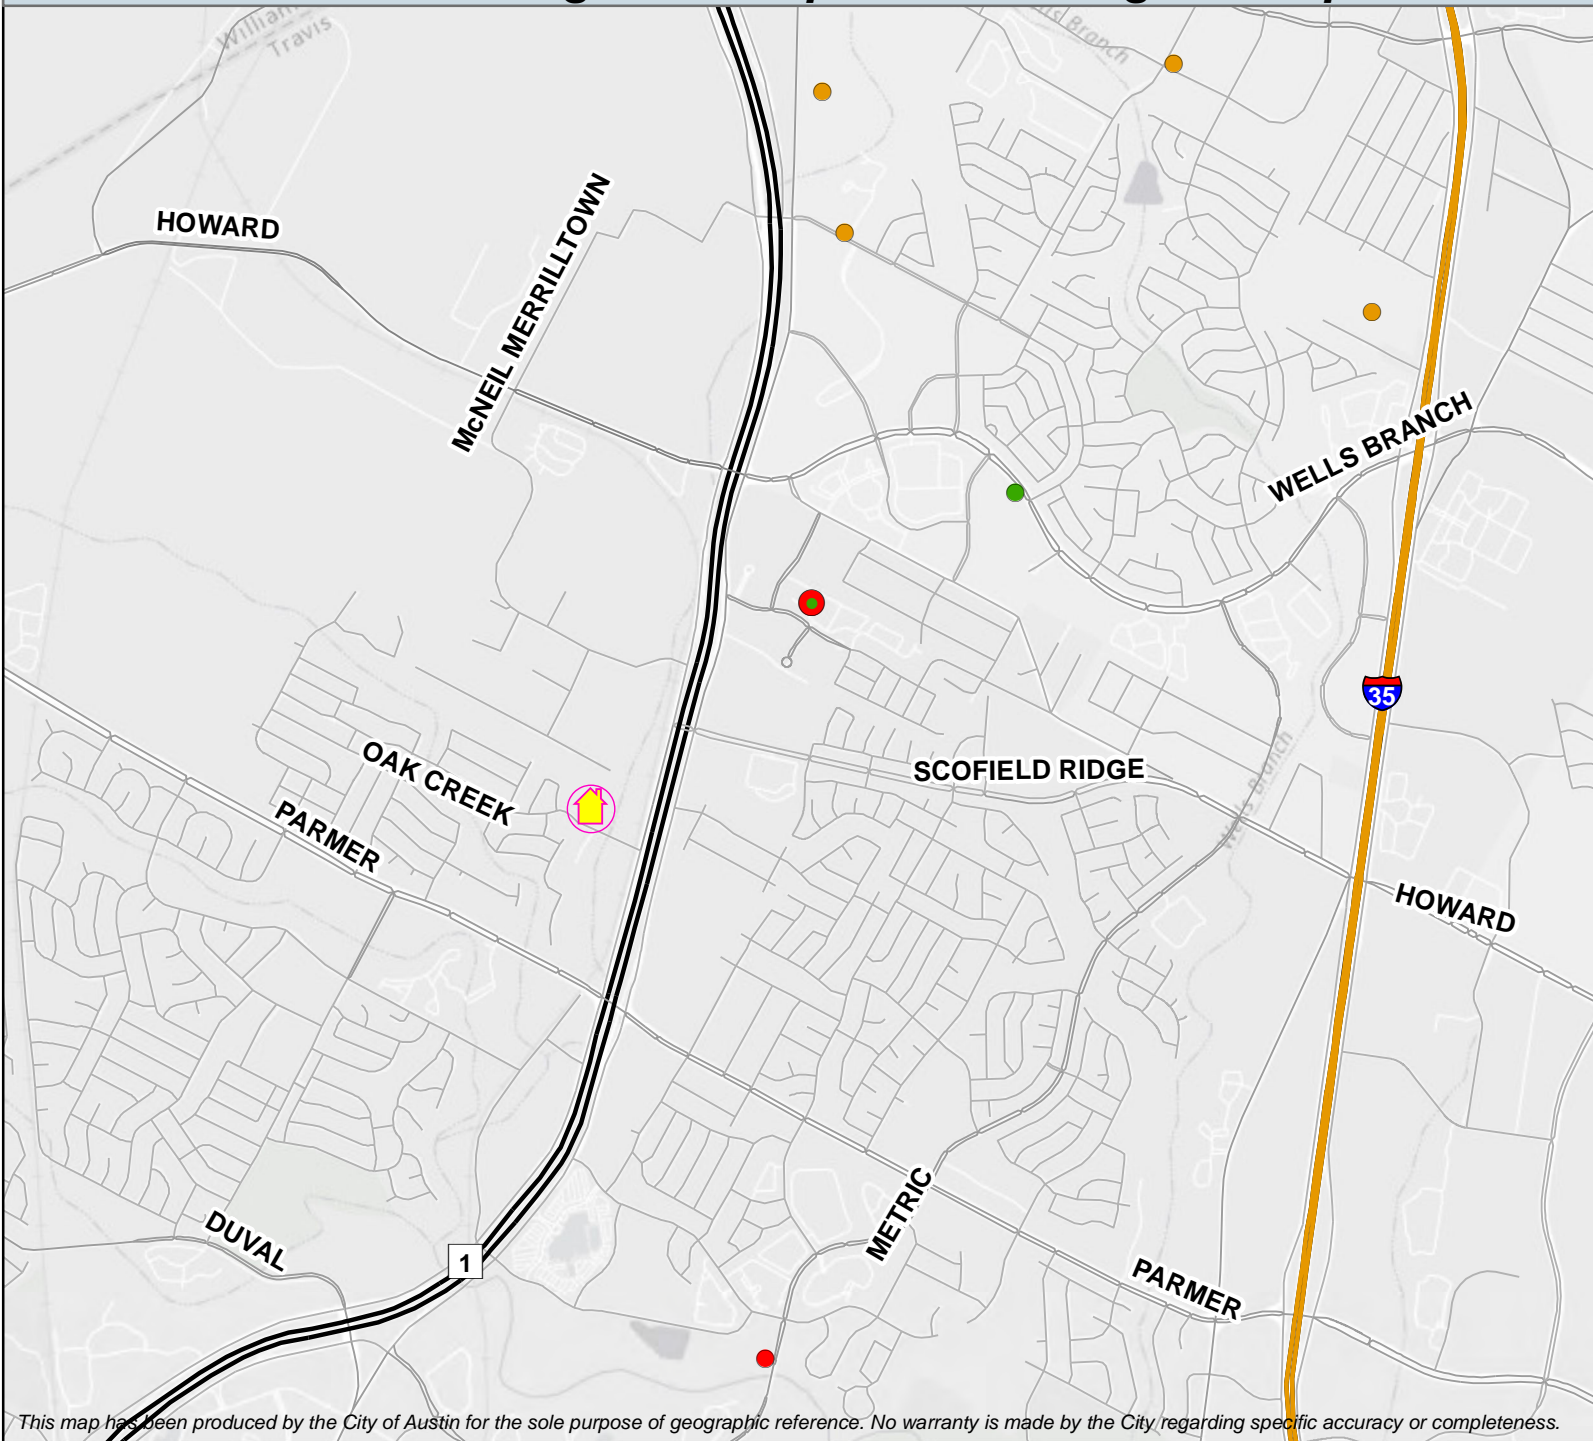 Travis
Branch
HOWARD
McNEIL MERRILLTOWN
WELLS BRANCH
35
OAK CREEK
SCOFIELD RIDGE
PARMER
Wells Branch
HOWARD
METRIC
DUVAL
1
PARMER
This map has been produced by the City of Austin for the sole purpose of geographic reference. No warranty is made by the City regarding specific accuracy or completeness.